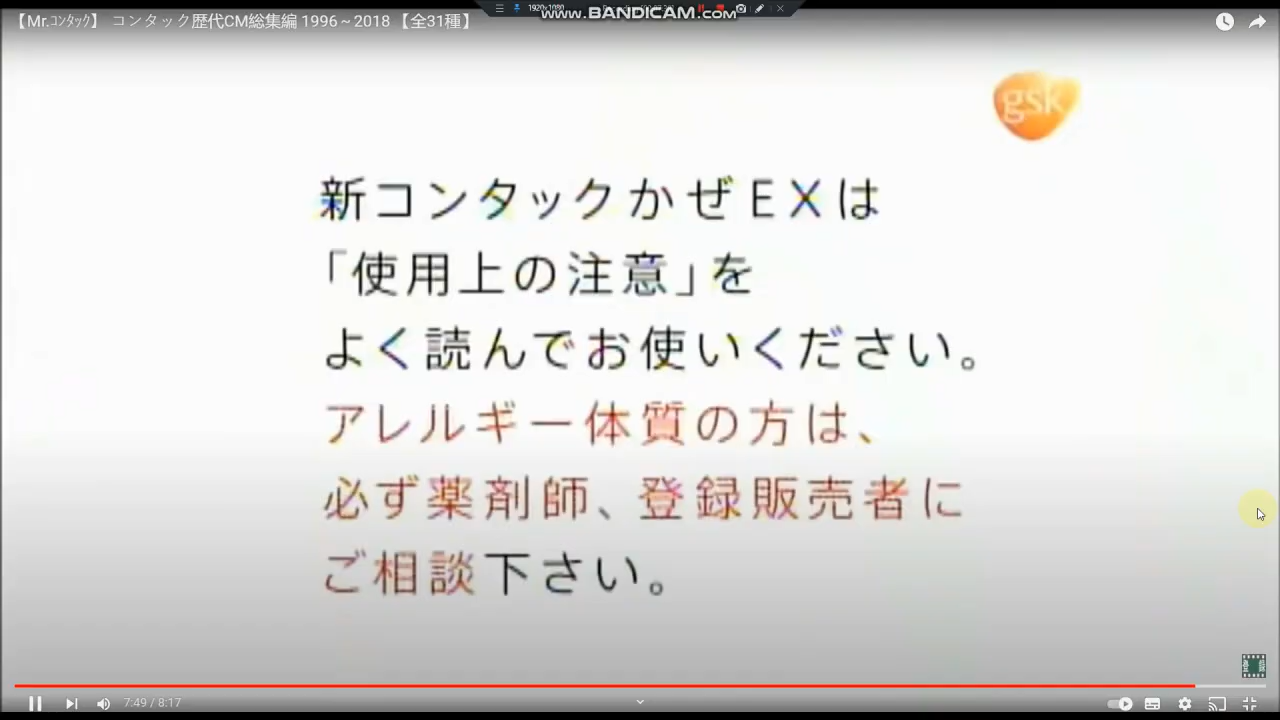 1920x1080
www.BANDICAM.com
【Mr.ｺﾝﾀｯｸ】 コンタック歴代CM総集編 1996～2018 【全31種】
gsk
新コンタックかぜEXは
「使用上の注意」を
よく読んでお使いください。
アレルギー体質の方は、
必ず薬剤師、登録販売者に
ご相談下さい。
7:49 / 8:17